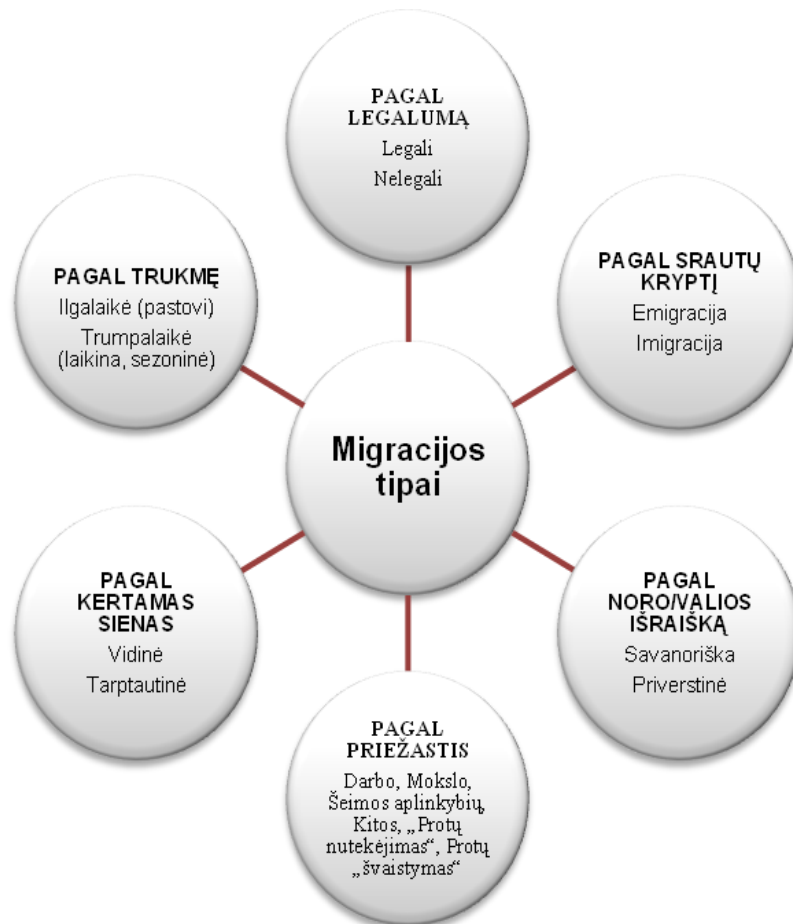 PAGAL
LEGALUMĄ
Legali
Nelegali
PAGAL SRAUTŲ
KRYPTĮ
Emigracija
Imigracija
PAGAL
NORO/VALIOS
IŠRAIŠKĄ
Savanoriška
Priverstinė
PAGAL
PRIEŽASTIS
Darbo, Mokslo,
Šeimos aplinkybių,
Kitos, „Protų
nutekėjimas“, Protų
„švaistymas“
PAGAL
KERTAMAS
SIENAS
Vidinė
Tarptautinė
PAGAL TRUKMĘ
Ilgalaikė (pastovi)
Trumpalaikė
(laikina, sezoninė)
Migracijos
tipai